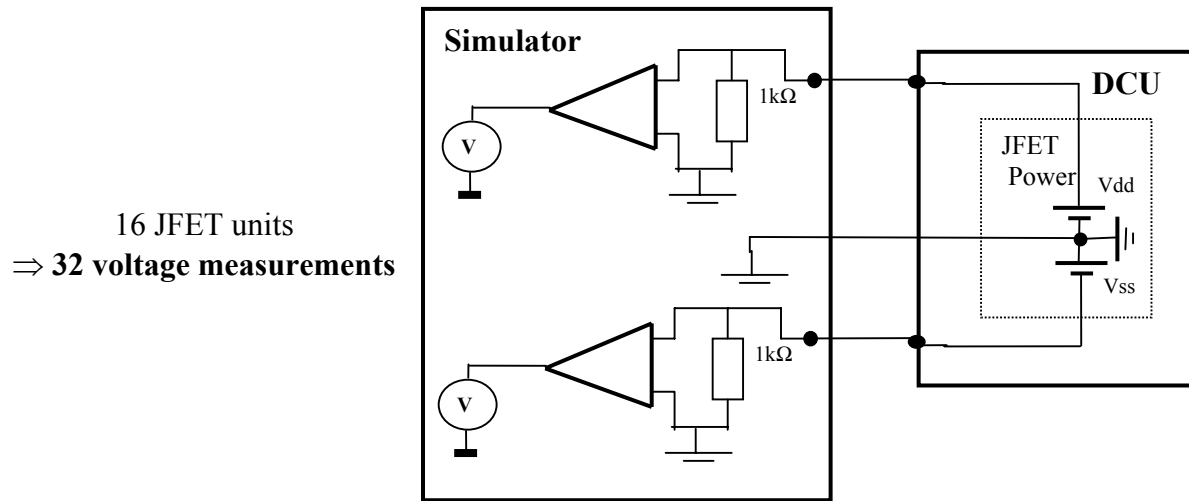 Simulator
1kΩ
V
DCU
JFET
Power
Vdd
Vss
16 JFET units
⇒ 32 voltage measurements
1kΩ
V